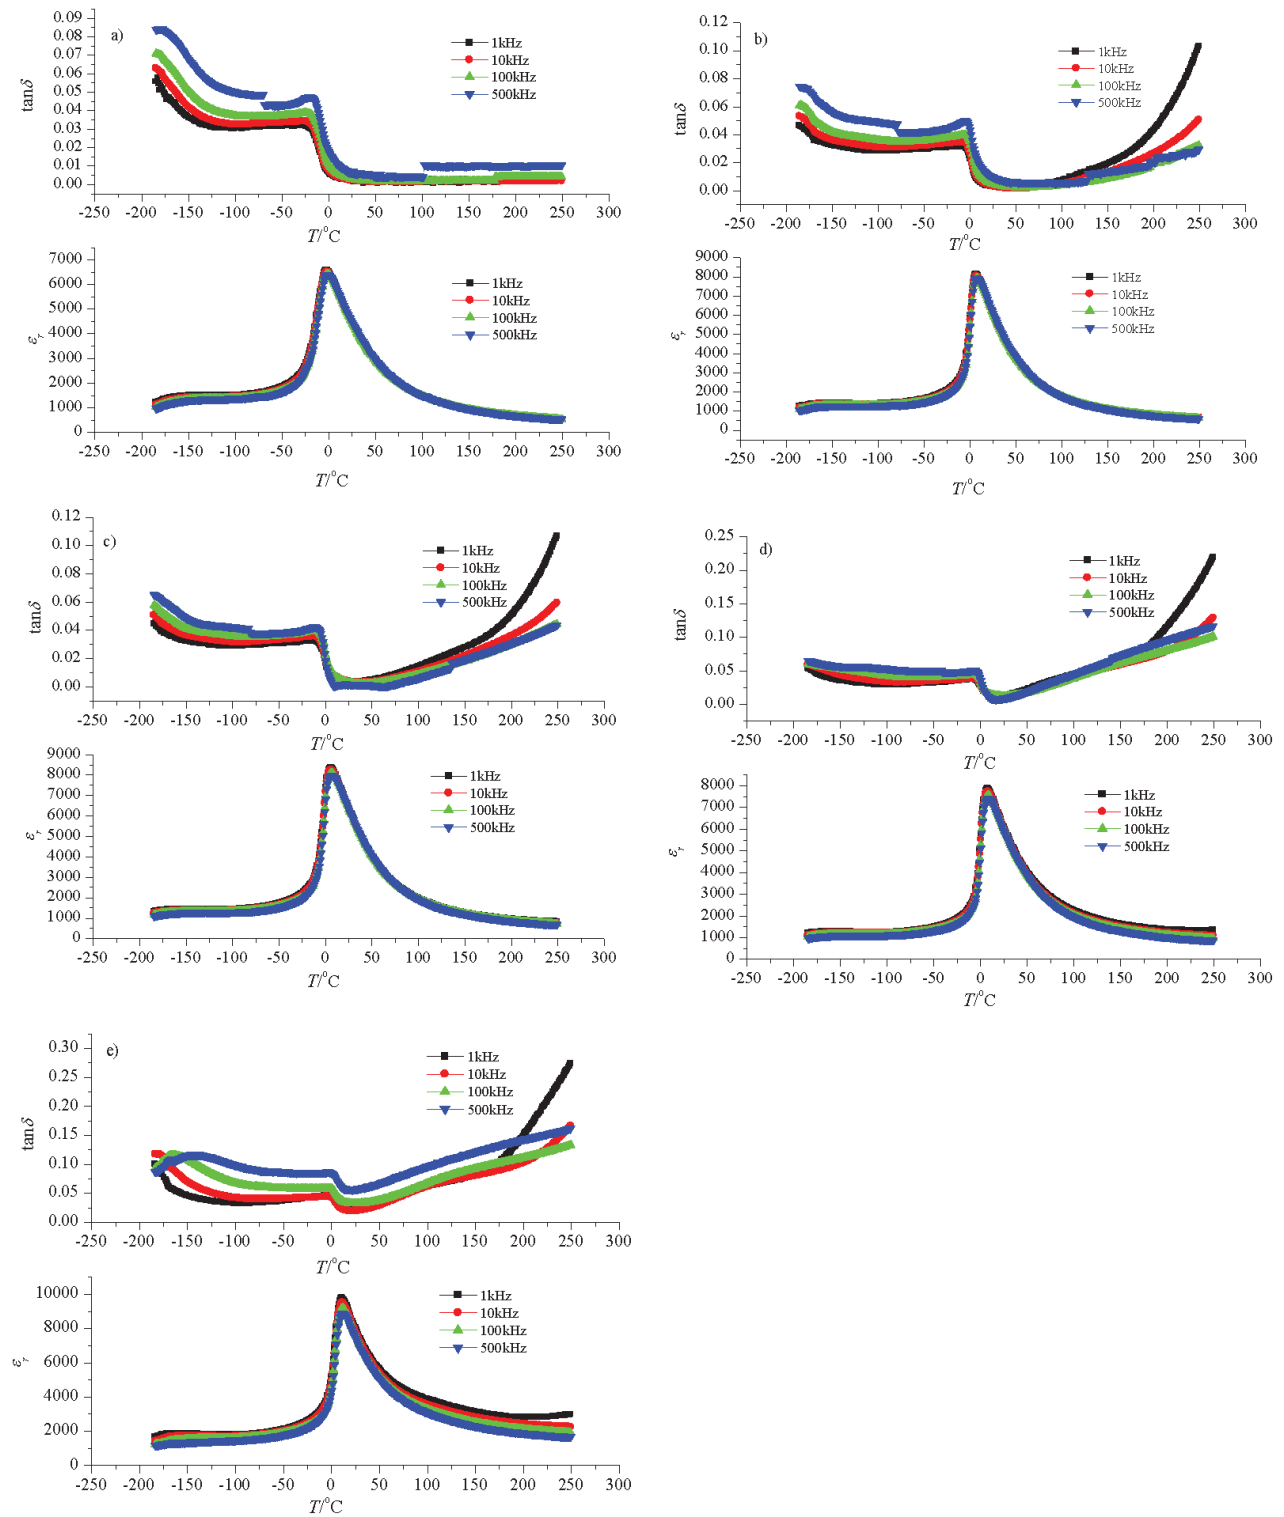 a)
tanδ
0.09
0.08
0.07
0.06
0.05
0.04
0.03
0.02
0.01
0.00
1kHz
10kHz
100kHz
500kHz
-250 -200 -150 -100 -50 0 50 100 150 200 250 300
T/°C
εr
7000
6000
5000
4000
3000
2000
1000
0
1kHz
10kHz
100kHz
500kHz
-250 -200 -150 -100 -50 0 50 100 150 200 250 300
T/°C
b)
tanδ
0.12
0.10
0.08
0.06
0.04
0.02
0.00
1kHz
10kHz
100kHz
500kHz
-250 -200 -150 -100 -50 0 50 100 150 200 250 300
T/°C
εr
9000
8000
7000
6000
5000
4000
3000
2000
1000
0
1kHz
10kHz
100kHz
500kHz
-250 -200 -150 -100 -50 0 50 100 150 200 250 300
T/°C
c)
tanδ
0.12
0.10
0.08
0.06
0.04
0.02
0.00
1kHz
10kHz
100kHz
500kHz
-250 -200 -150 -100 -50 0 50 100 150 200 250 300
T/°C
εr
9000
8000
7000
6000
5000
4000
3000
2000
1000
0
1kHz
10kHz
100kHz
500kHz
-250 -200 -150 -100 -50 0 50 100 150 200 250 300
T/°C
d)
tanδ
0.25
0.20
0.15
0.10
0.05
0.00
1kHz
10kHz
100kHz
500kHz
-250 -200 -150 -100 -50 0 50 100 150 200 250 300
T/°C
εr
8000
7000
6000
5000
4000
3000
2000
1000
0
1kHz
10kHz
100kHz
500kHz
-250 -200 -150 -100 -50 0 50 100 150 200 250 300
T/°C
e)
tanδ
0.30
0.25
0.20
0.15
0.10
0.05
0.00
1kHz
10kHz
100kHz
500kHz
-250 -200 -150 -100 -50 0 50 100 150 200 250 300
T/°C
εr
10000
8000
6000
4000
2000
0
1kHz
10kHz
100kHz
500kHz
-250 -200 -150 -100 -50 0 50 100 150 200 250 300
T/°C